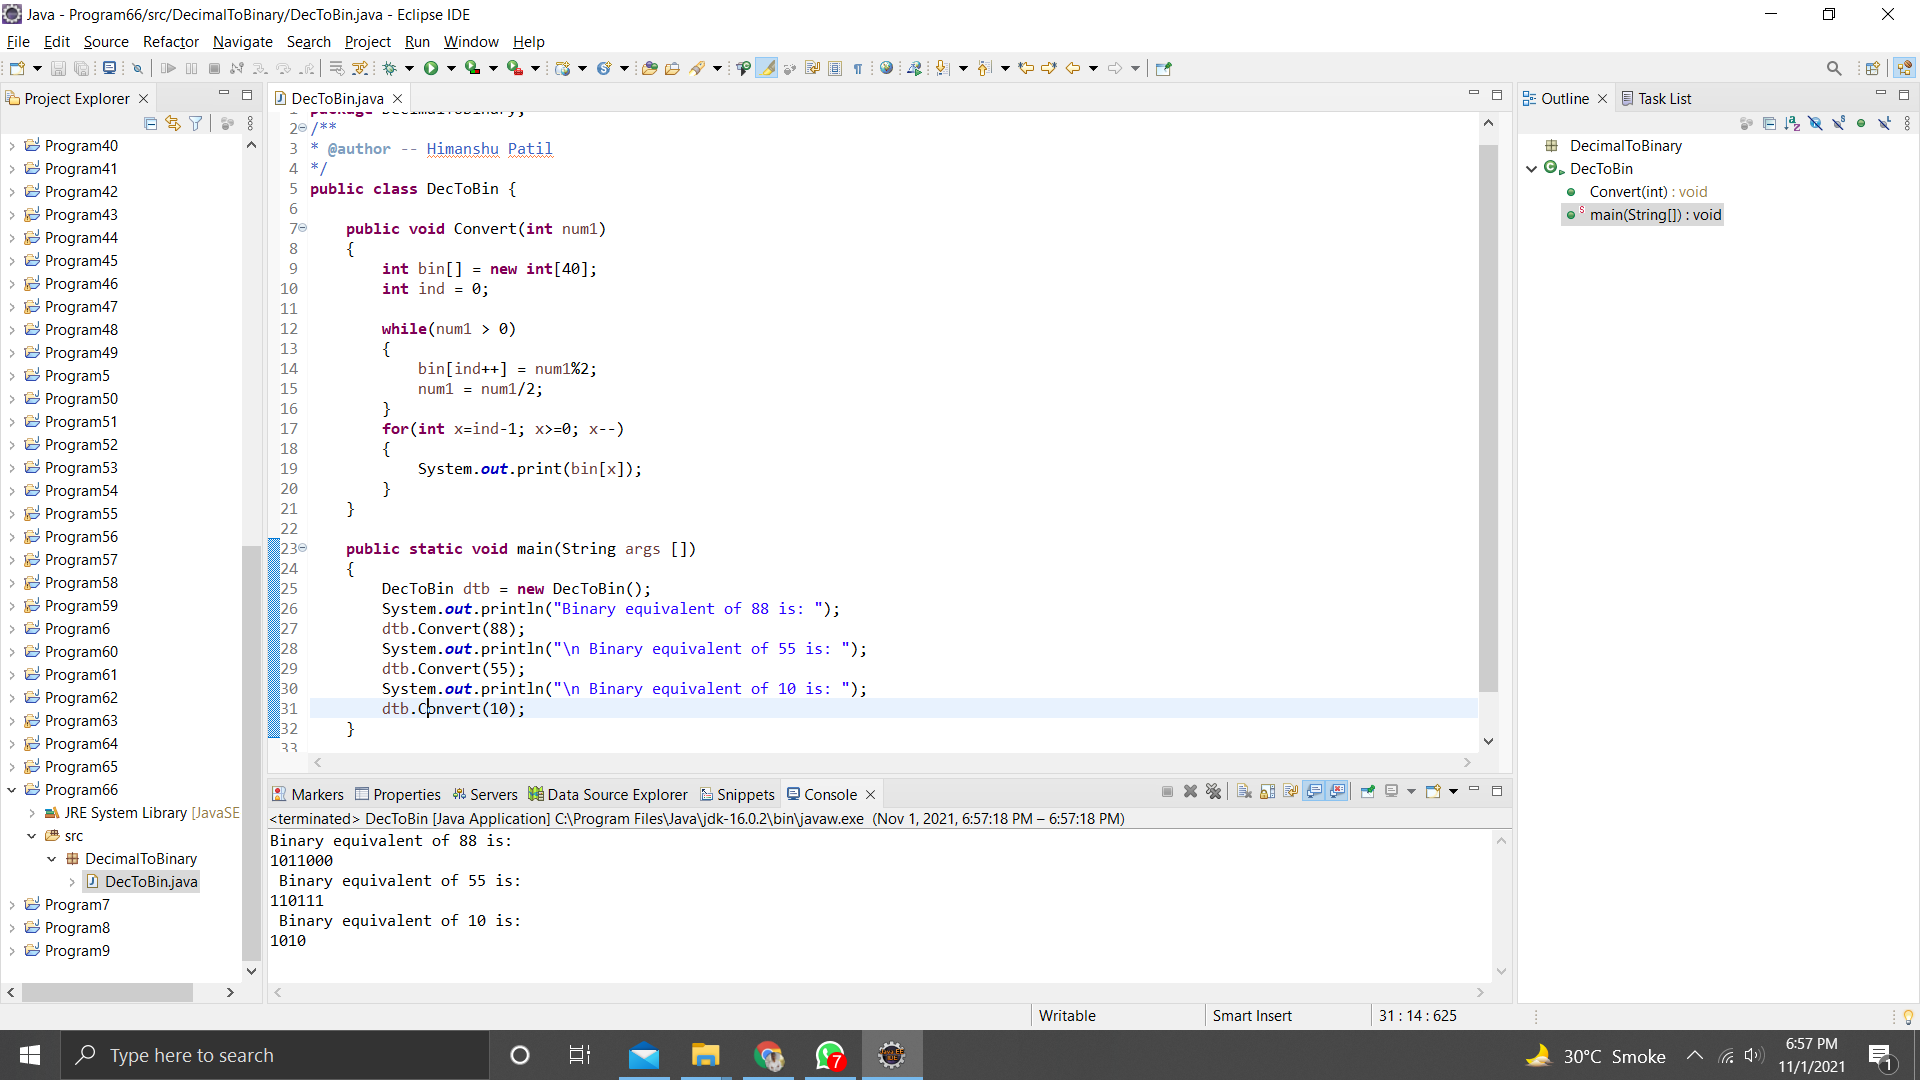 Java - Program66/src/DecimalToBinary/DecToBin.java - Eclipse IDE
File Edit Source Refactor Navigate Search Project Run Window Help
Project Explorer
Program40
Program41
Program42
Program43
Program44
Program45
Program46
Program47
Program48
Program49
Program5
Program50
Program51
Program52
Program53
Program54
Program55
Program56
Program57
Program58
Program59
Program6
Program60
Program61
Program62
Program63
Program64
Program65
Program66
JRE System Library [JavaSE
src
DecimalToBinary
DecToBin.java
Program7
Program8
Program9
DecToBin.java
1 package DecimalToBinary;
2 /**
3 * @author -- Himanshu Patil
4 */
5 public class DecToBin {
6
7 public void Convert(int num1)
8 {
9 int bin[] = new int[40];
10 int ind = 0;
11
12 while(num1 > 0)
13 {
14 bin[ind++] = num1%2;
15 num1 = num1/2;
16 }
17 for(int x=ind-1; x>=0; x--)
18 {
19 System.out.print(bin[x]);
20 }
21 }
22
23 public static void main(String args [])
24 {
25 DecToBin dtb = new DecToBin();
26 System.out.println("Binary equivalent of 88 is: ");
27 dtb.Convert(88);
28 System.out.println("\n Binary equivalent of 55 is: ");
29 dtb.Convert(55);
30 System.out.println("\n Binary equivalent of 10 is: ");
31 dtb.Convert(10);
32 }
33
Outline Task List
DecimalToBinary
DecToBin
Convert(int) : void
main(String[]) : void
Markers Properties Servers Data Source Explorer Snippets Console
<terminated> DecToBin [Java Application] C:\Program Files\Java\jdk-16.0.2\bin\javaw.exe (Nov 1, 2021, 6:57:18 PM – 6:57:18 PM)
Binary equivalent of 88 is:
1011000
Binary equivalent of 55 is:
110111
Binary equivalent of 10 is:
1010
Writable Smart Insert 31 : 14 : 625
Type here to search
7
30°C Smoke
6:57 PM
11/1/2021
1